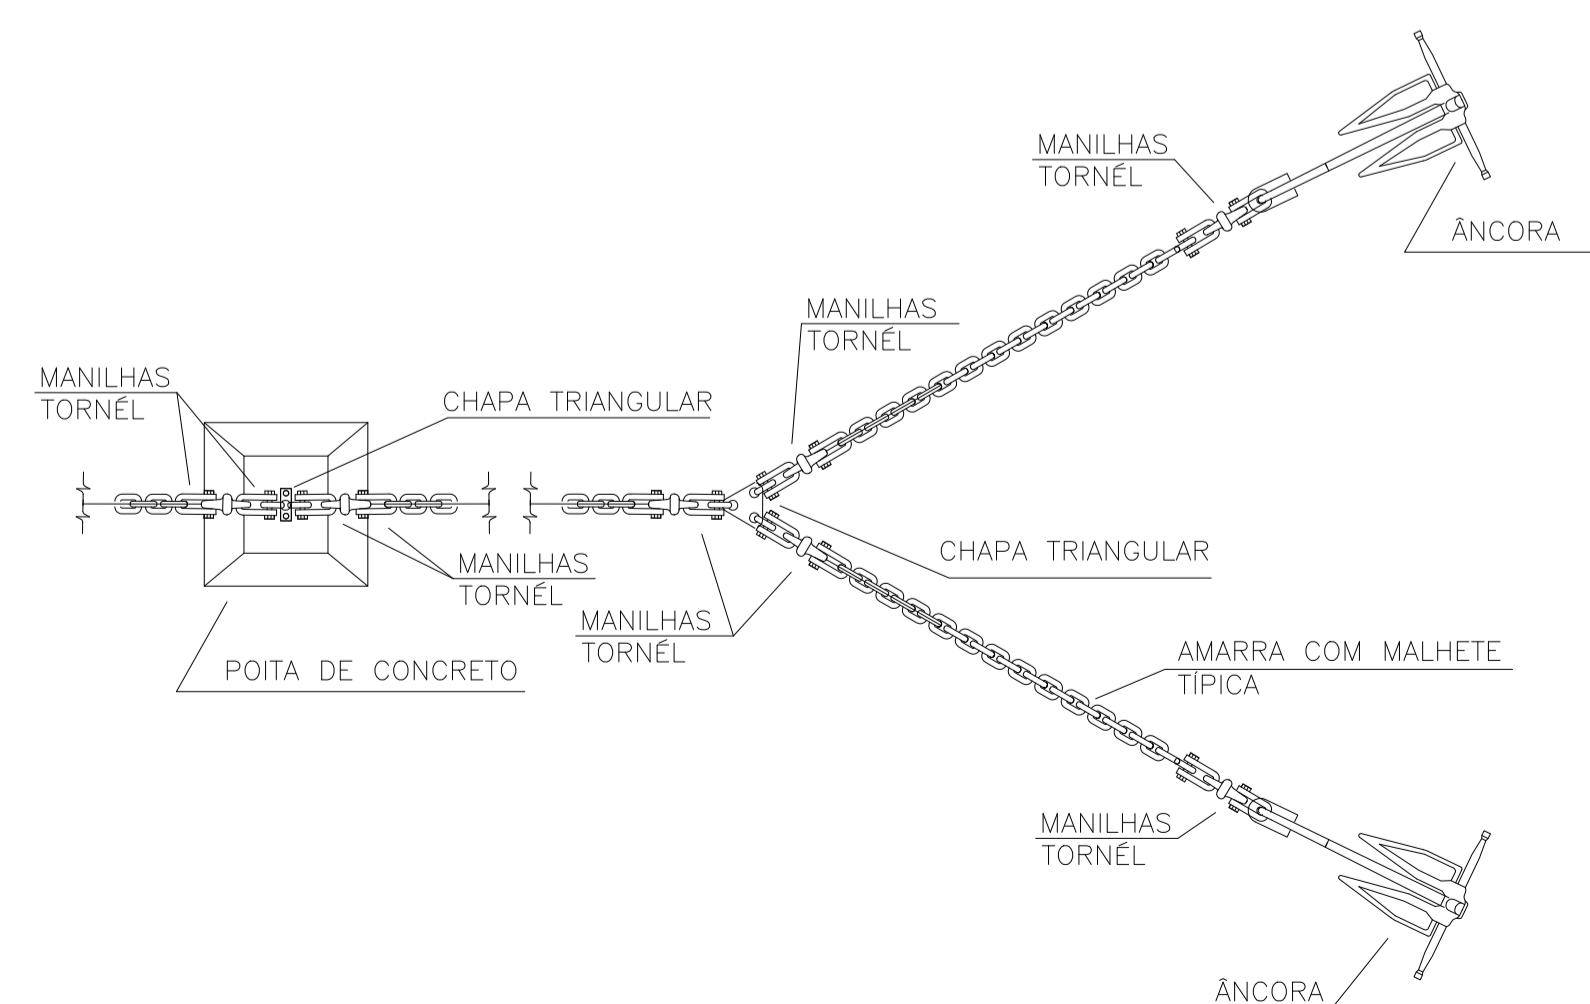 MANILHAS
TORNÉL
ÂNCORA
MANILHAS
TORNÉL
MANILHAS
TORNÉL
CHAPA TRIANGULAR
CHAPA TRIANGULAR
MANILHAS
TORNÉL
MANILHAS
TORNÉL
POITA DE CONCRETO
AMARRA COM MALHETE
TÍPICA
MANILHAS
TORNÉL
ÂNCORA